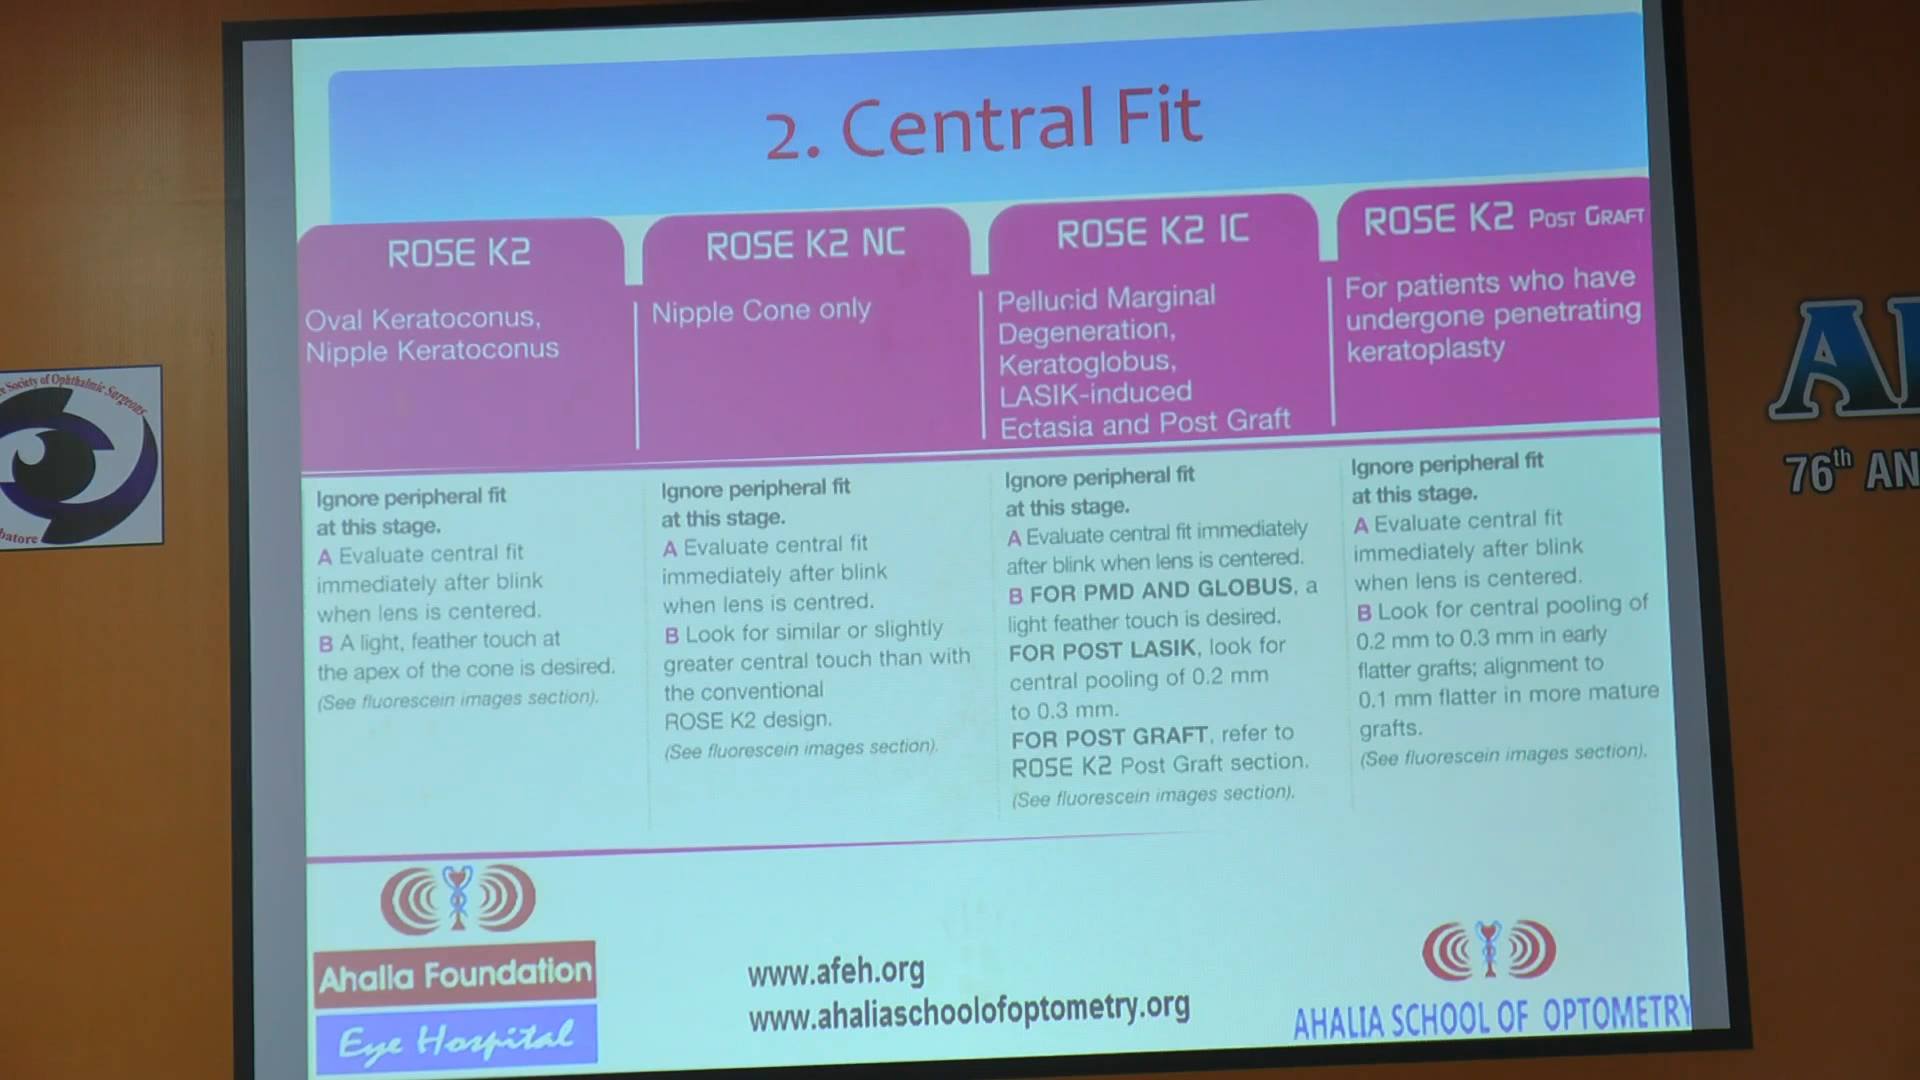 2. Central Fit
ROSE K2
Oval Keratoconus,
Nipple Keratoconus
Ignore peripheral fit
at this stage.
A Evaluate central fit
immediately after blink
when lens is centered.
B A light, feather touch at
the apex of the cone is desired.
(See fluorescein images section).
ROSE K2 NC
Nipple Cone only
Ignore peripheral fit
at this stage.
A Evaluate central fit
immediately after blink
when lens is centred.
B Look for similar or slightly
greater central touch than with
the conventional
ROSE K2 design.
(See fluorescein images section).
ROSE K2 IC
Pellucid Marginal
Degeneration,
Keratoglobus,
LASIK-induced
Ectasia and Post Graft
Ignore peripheral fit
at this stage.
A Evaluate central fit immediately
after blink when lens is centered.
B FOR PMD AND GLOBUS, a
light feather touch is desired.
FOR POST LASIK, look for
central pooling of 0.2 mm
to 0.3 mm.
FOR POST GRAFT, refer to
ROSE K2 Post Graft section.
(See fluorescein images section).
ROSE K2 POST GRAFT
For patients who have
undergone penetrating
keratoplasty
Ignore peripheral fit
at this stage.
A Evaluate central fit
immediately after blink
when lens is centered.
B Look for central pooling of
0.2 mm to 0.3 mm in early
flatter grafts; alignment to
0.1 mm flatter in more mature
grafts.
(See fluorescein images section).
Ahalia Foundation
Eye Hospital
www.afeh.org
www.ahaliaschoolofoptometry.org
AHALIA SCHOOL OF OPTOMETRY
Society of Ophthalmic Surgeons
76th AN